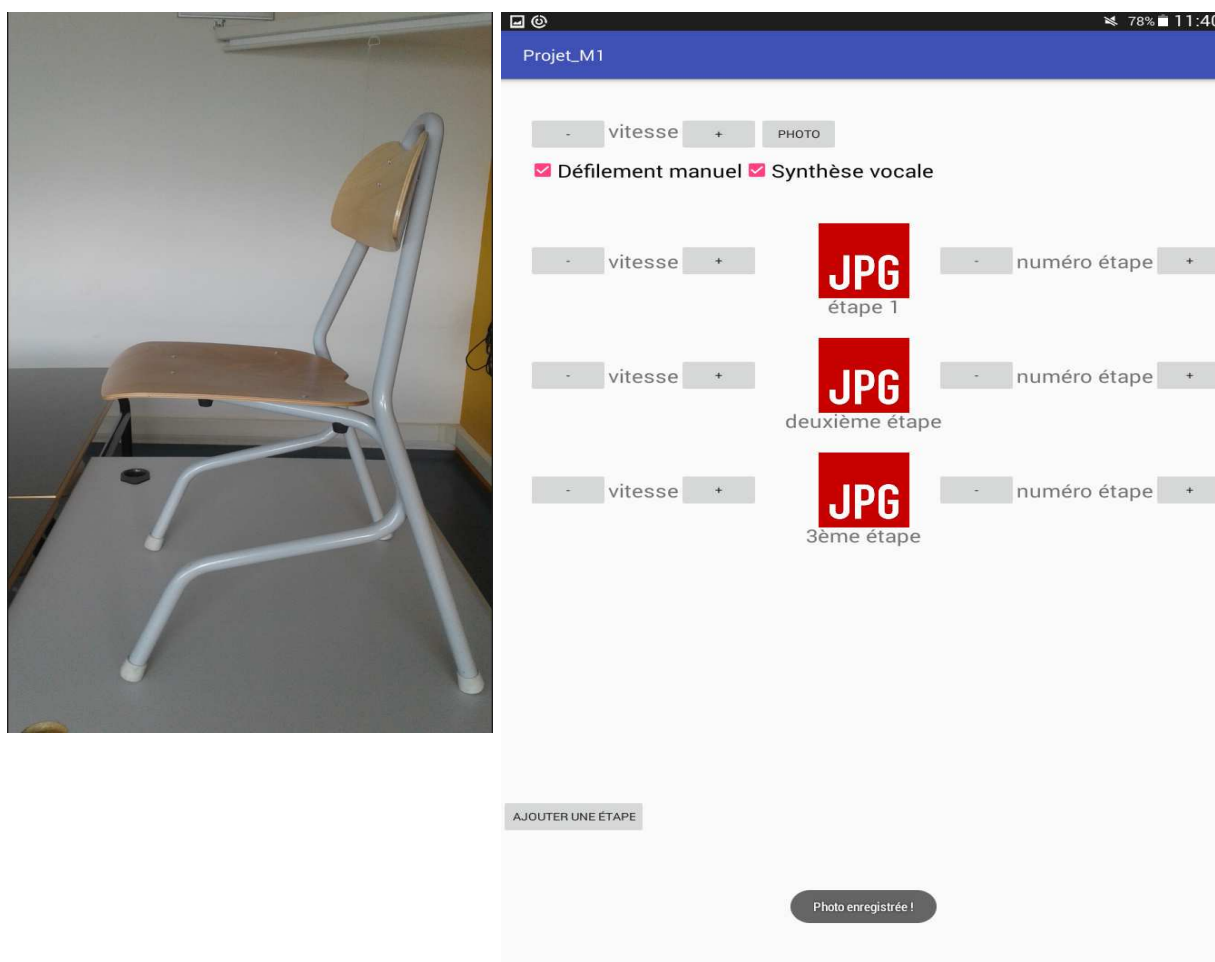 78% 11:40
Projet_M1
- vitesse + PHOTO
Défilement manuel Synthèse vocale
- vitesse + JPG - numéro étape +
étape 1
- vitesse + JPG - numéro étape +
deuxième étape
- vitesse + JPG - numéro étape +
3ème étape
AJOUTER UNE ÉTAPE
Photo enregistrée !